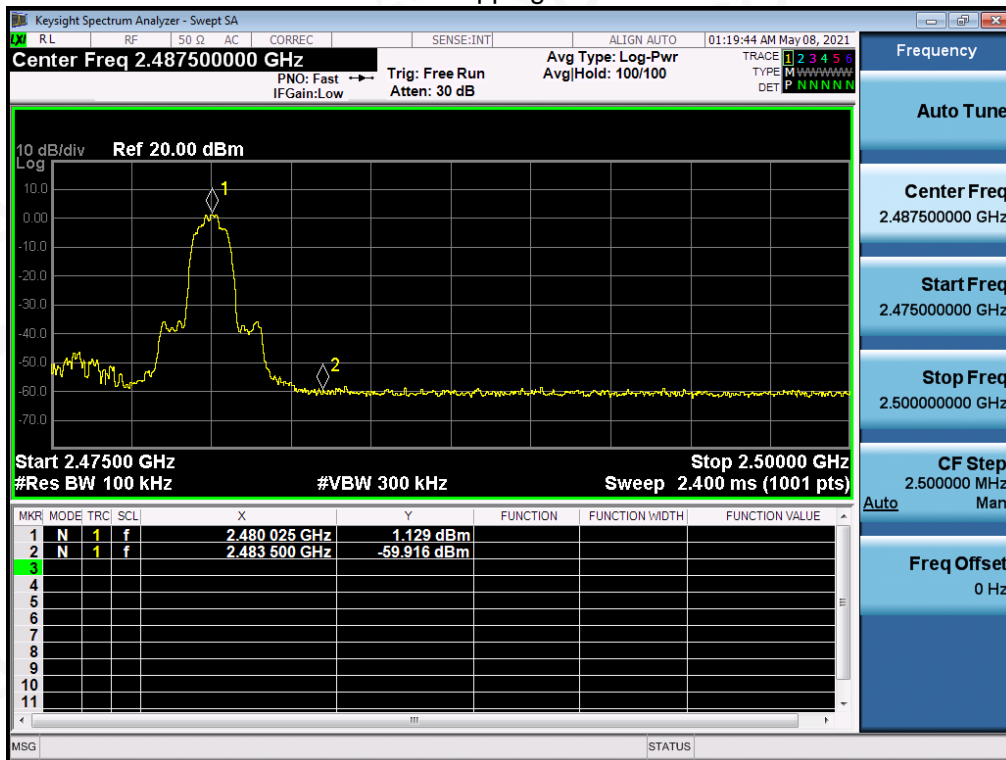 pping
Keysight Spectrum Analyzer - Swept SA
LXI RL RF 50 Ω AC CORREC SENSE:INT ALIGN AUTO 01:19:44 AM May 08, 2021
Center Freq 2.487500000 GHz
PNO: Fast
IFGain:Low
Trig: Free Run
Atten: 30 dB
Avg Type: Log-Pwr
Avg|Hold: 100/100
TRACE 1 2 3 4 5 6
TYPE M WWWWW
DET P N N N N N
10 dB/div Ref 20.00 dBm
Log
10.0
0.00
-10.0
-20.0
-30.0
-40.0
-50.0
-60.0
-70.0
1
2
Start 2.47500 GHz Stop 2.50000 GHz
#Res BW 100 kHz #VBW 300 kHz Sweep 2.400 ms (1001 pts)
MKR MODE TRC SCL X Y FUNCTION FUNCTION WIDTH FUNCTION VALUE
1 N 1 f 2.480 025 GHz 1.129 dBm
2 N 1 f 2.483 500 GHz -59.916 dBm
3
4
5
6
7
8
9
10
11
MSG STATUS
Frequency
Auto Tune
Center Freq
2.487500000 GHz
Start Freq
2.475000000 GHz
Stop Freq
2.500000000 GHz
CF Step
2.500000 MHz
Auto Man
Freq Offset
0 Hz